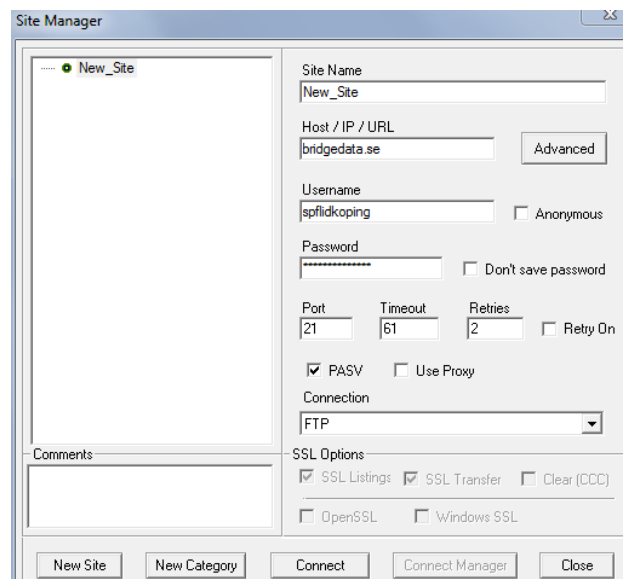 Site Manager
New_Site
Site Name
New_Site
Host / IP / URL
bridgedata.se
Advanced
Username
spflidkoping
Anonymous
Password
**************
Don't save password
Port Timeout Retries
21 61 2 Retry On
PASV Use Proxy
Connection
FTP
Comments
SSL Options
SSL Listings SSL Transfer Clear (CCC)
OpenSSL Windows SSL
New Site New Category Connect Connect Manager Close